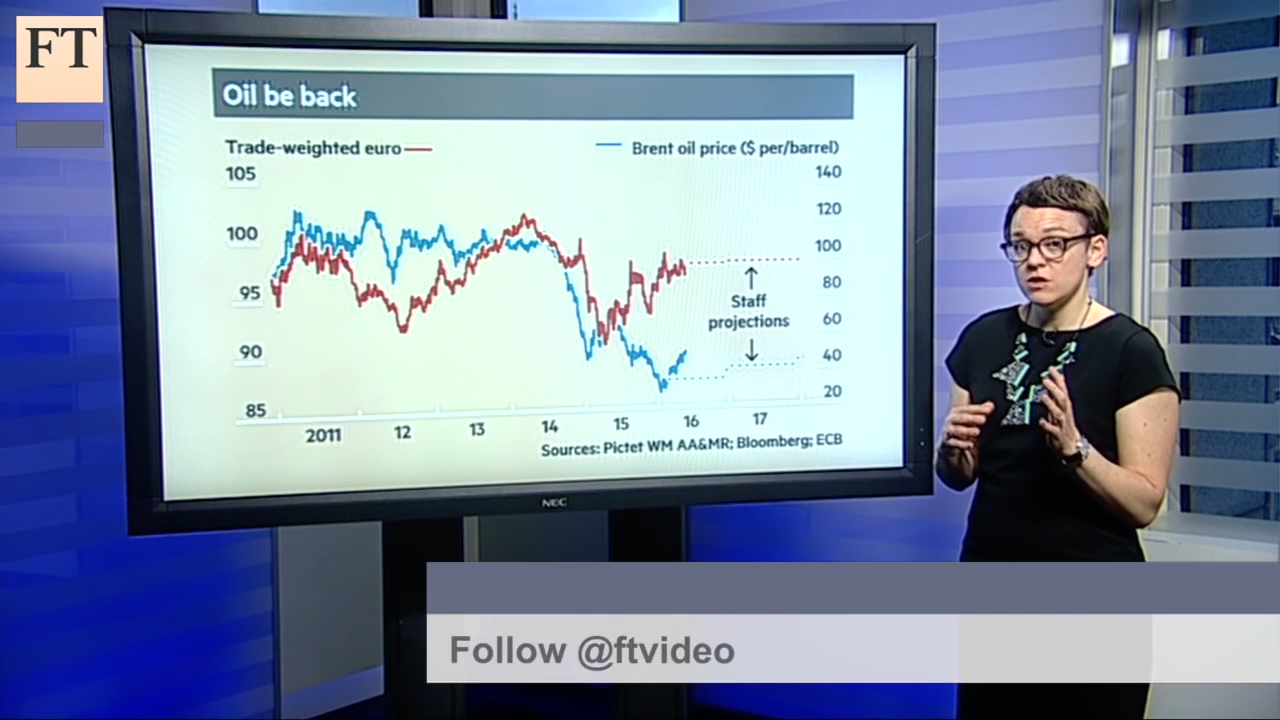 FT
Oil be back
Trade-weighted euro
Brent oil price ($ per/barrel)
105
100
95
90
85
140
120
100
80
60
40
20
Staff
projections
2011
12
13
14
15
16
17
Sources: Pictet WM AA&MR; Bloomberg; ECB
NEC
Follow @ftvideo